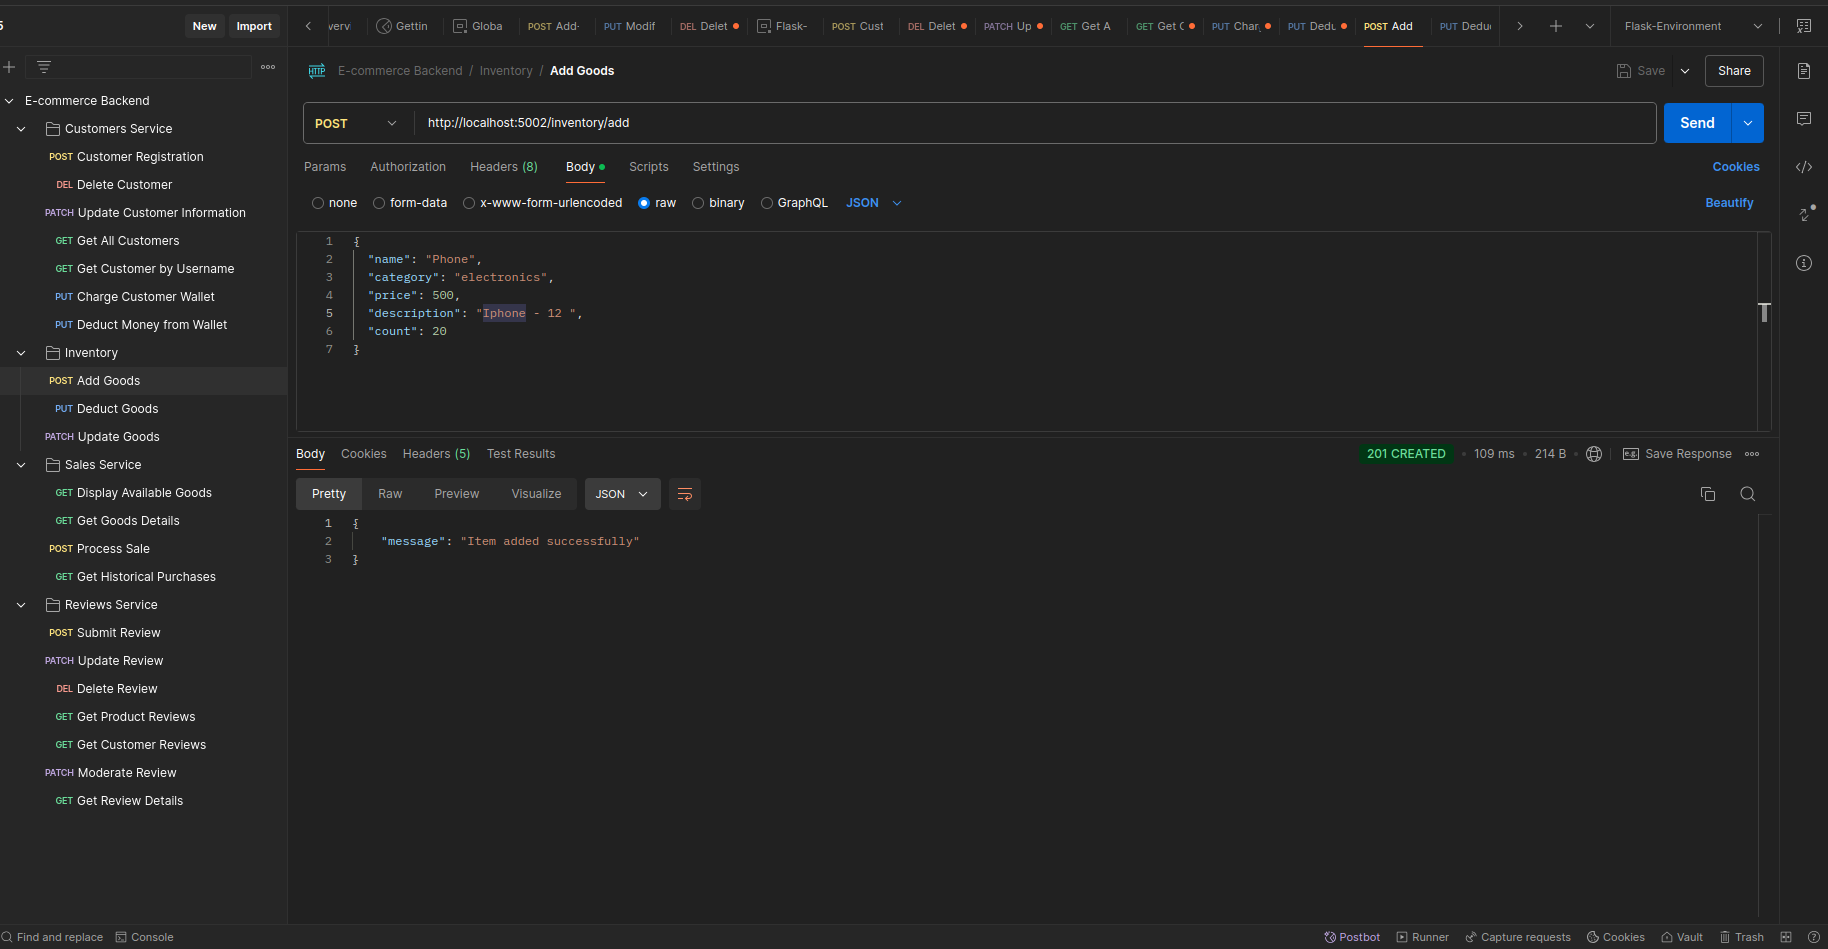 5 New Import
vervi Gettin Globa POST Add- PUT Modif DEL Delet Flask- POST Cust DEL Delet PATCH Up GET Get A GET Get C PUT Char PUT Dedu POST Add PUT Dedu Flask-Environment
E-commerce Backend / Inventory / Add Goods Save Share
E-commerce Backend
Customers Service
POST Customer Registration
DEL Delete Customer
PATCH Update Customer Information
GET Get All Customers
GET Get Customer by Username
PUT Charge Customer Wallet
PUT Deduct Money from Wallet
Inventory
POST Add Goods
PUT Deduct Goods
PATCH Update Goods
Sales Service
GET Display Available Goods
GET Get Goods Details
POST Process Sale
GET Get Historical Purchases
Reviews Service
POST Submit Review
PATCH Update Review
DEL Delete Review
GET Get Product Reviews
GET Get Customer Reviews
PATCH Moderate Review
GET Get Review Details
HTTP
POST http://localhost:5002/inventory/add Send
Params Authorization Headers (8) Body Scripts Settings Cookies
none form-data x-www-form-urlencoded raw binary GraphQL JSON Beautify
1 {
2 "name": "Phone",
3 "category": "electronics",
4 "price": 500,
5 "description": "Iphone - 12 ",
6 "count": 20
7 }
Body Cookies Headers (5) Test Results 201 CREATED 109 ms 214 B e.g. Save Response
Pretty Raw Preview Visualize JSON
1 {
2 "message": "Item added successfully"
3 }
Find and replace Console Postbot Runner Capture requests Cookies Vault Trash